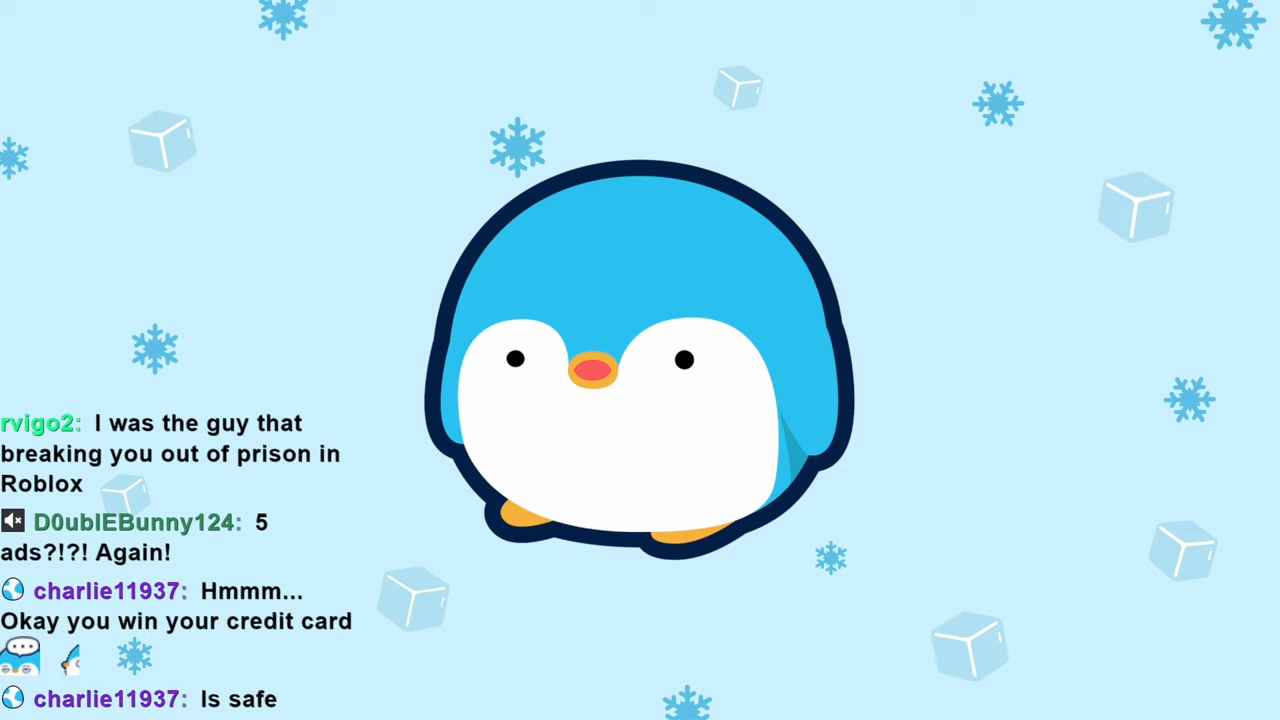 rvigo2: I was the guy that
breaking you out of prison in
Roblox
D0ublEBunny124: 5
ads?!?! Again!
charlie11937: Hmmm...
Okay you win your credit card
charlie11937: Is safe